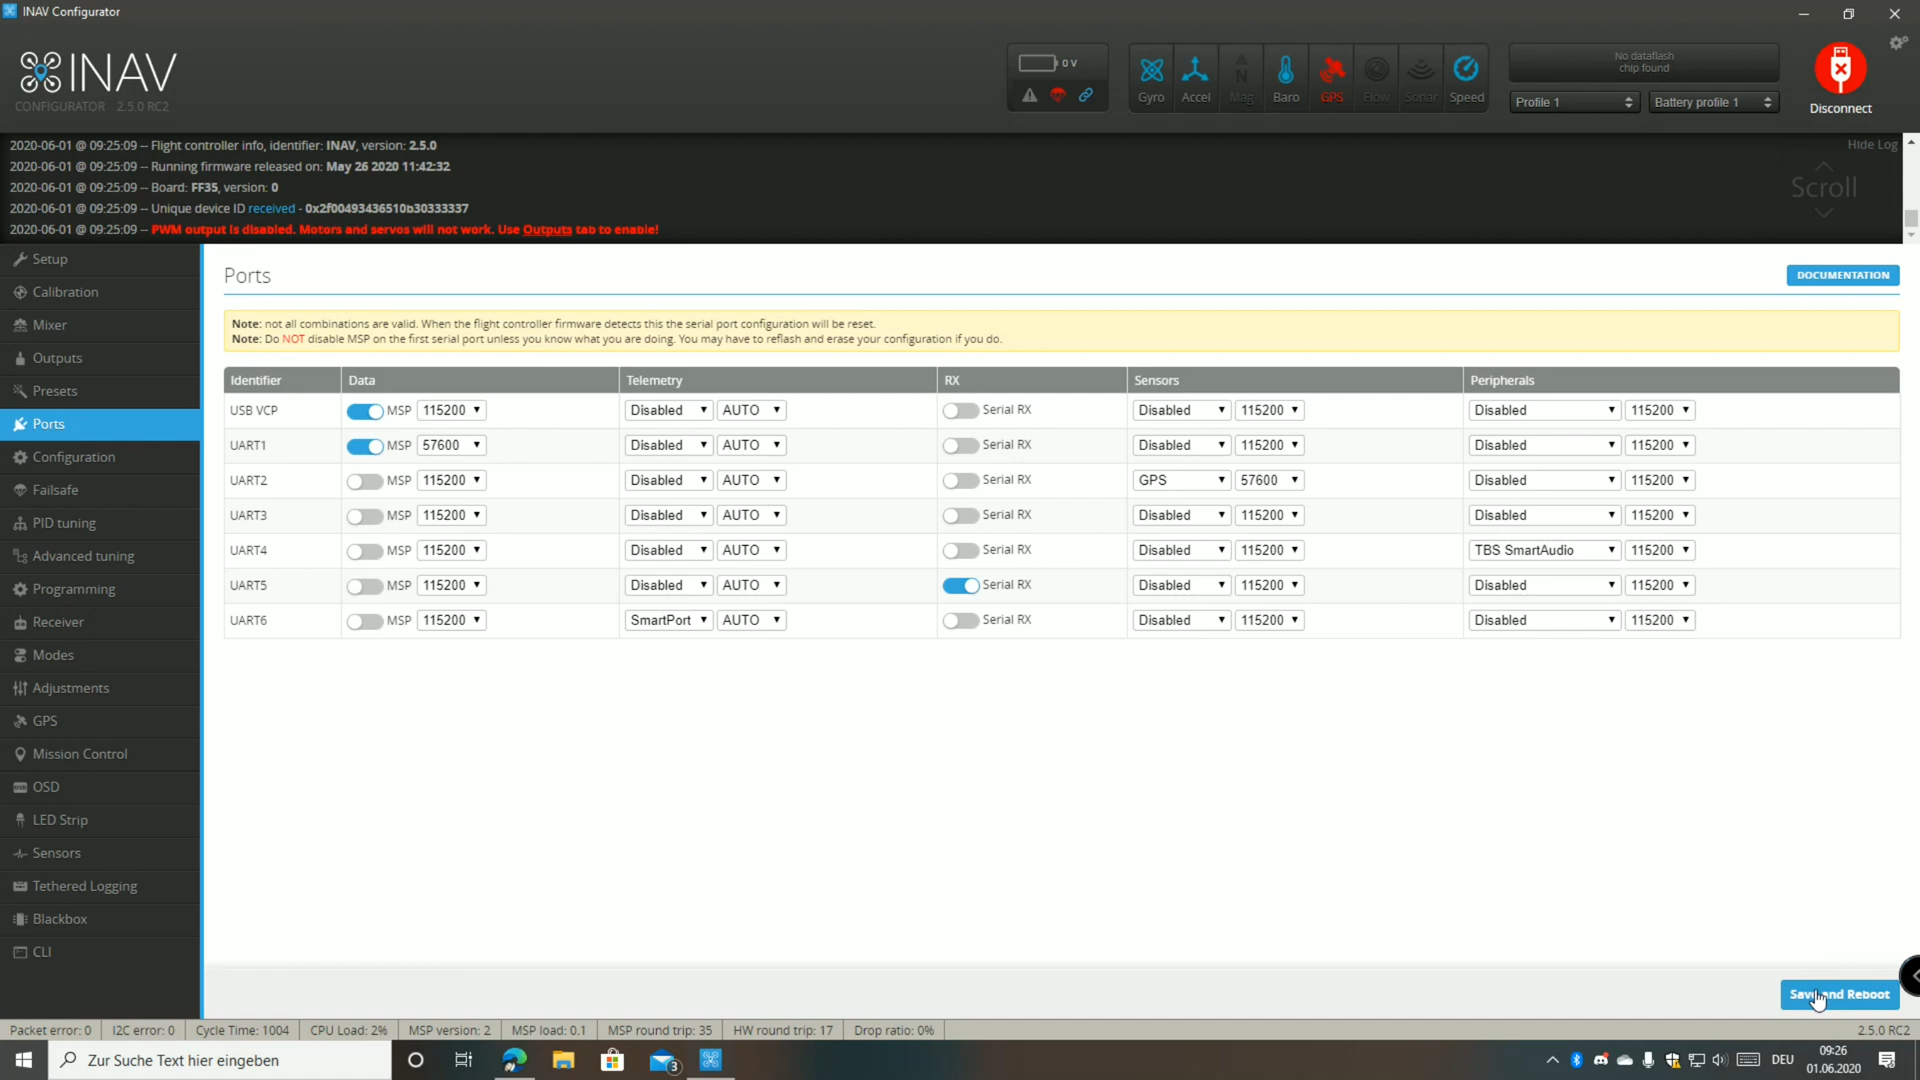 INAV Configurator
INAV
CONFIGURATOR 2.5.0 RC2
0 V
Gyro Accel Mag Baro GPS Flow Sonar Speed
No dataflash
chip found
Profile 1 Battery profile 1
Disconnect
2020-06-01 @ 09:25:09 -- Flight controller info, identifier: INAV, version: 2.5.0
Hide Log
2020-06-01 @ 09:25:09 -- Running firmware released on: May 26 2020 11:42:32
2020-06-01 @ 09:25:09 -- Board: FF35, version: 0
Scroll
2020-06-01 @ 09:25:09 -- Unique device ID received - 0x2f00493436510b30333337
2020-06-01 @ 09:25:09 -- PWM output is disabled. Motors and servos will not work. Use Outputs tab to enable!
Setup
Calibration
Mixer
Outputs
Presets
Ports
Configuration
Failsafe
PID tuning
Advanced tuning
Programming
Receiver
Modes
Adjustments
GPS
Mission Control
OSD
LED Strip
Sensors
Tethered Logging
Blackbox
CLI
Ports
DOCUMENTATION
Note: not all combinations are valid. When the flight controller firmware detects this the serial port configuration will be reset.
Note: Do NOT disable MSP on the first serial port unless you know what you are doing. You may have to reflash and erase your configuration if you do.
Identifier Data Telemetry RX Sensors Peripherals
USB VCP MSP 115200 Disabled AUTO Serial RX Disabled 115200 Disabled 115200
UART1 MSP 57600 Disabled AUTO Serial RX Disabled 115200 Disabled 115200
UART2 MSP 115200 Disabled AUTO Serial RX GPS 57600 Disabled 115200
UART3 MSP 115200 Disabled AUTO Serial RX Disabled 115200 Disabled 115200
UART4 MSP 115200 Disabled AUTO Serial RX Disabled 115200 TBS SmartAudio 115200
UART5 MSP 115200 Disabled AUTO Serial RX Disabled 115200 Disabled 115200
UART6 MSP 115200 SmartPort AUTO Serial RX Disabled 115200 Disabled 115200
Save and Reboot
Packet error: 0 I2C error: 0 Cycle Time: 1004 CPU Load: 2% MSP version: 2 MSP load: 0.1 MSP round trip: 35 HW round trip: 17 Drop ratio: 0% 2.5.0 RC2
Zur Suche Text hier eingeben
3
DEU
09:26
01.06.2020